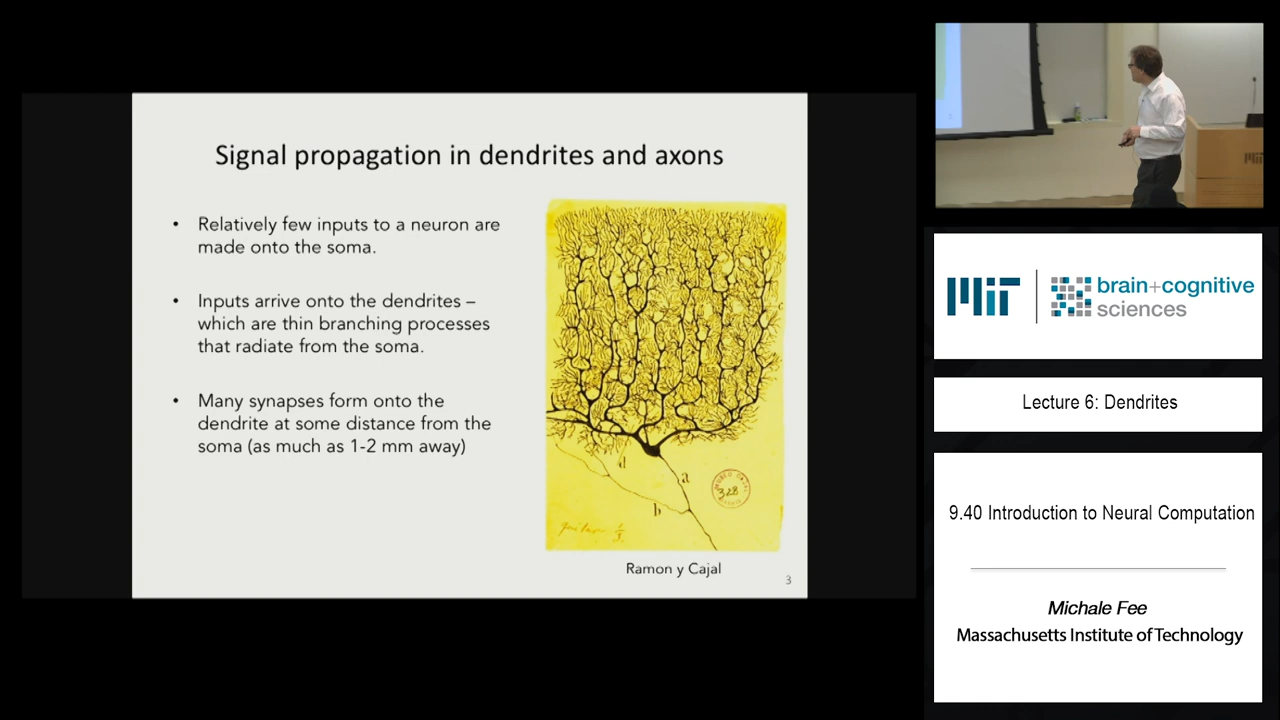 Signal propagation in dendrites and axons
• Relatively few inputs to a neuron are
made onto the soma.
• Inputs arrive onto the dendrites –
which are thin branching processes
that radiate from the soma.
• Many synapses form onto the
dendrite at some distance from the
soma (as much as 1-2 mm away)
d
a
b
328
Ramon y Cajal
3
MIT
MIT
brain+cognitive
sciences
Lecture 6: Dendrites
9.40 Introduction to Neural Computation
Michale Fee
Massachusetts Institute of Technology